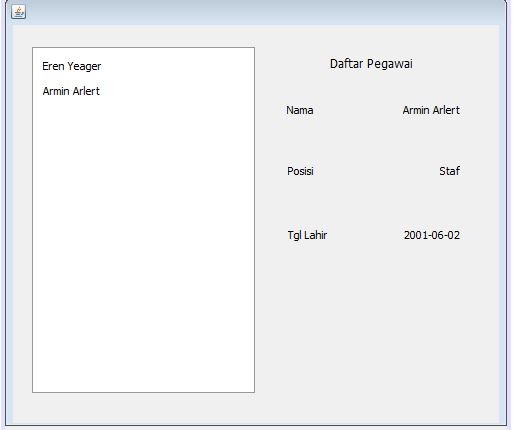 Eren Yeager
Armin Arlert
Daftar Pegawai
Nama Armin Arlert
Posisi Staf
Tgl Lahir 2001-06-02